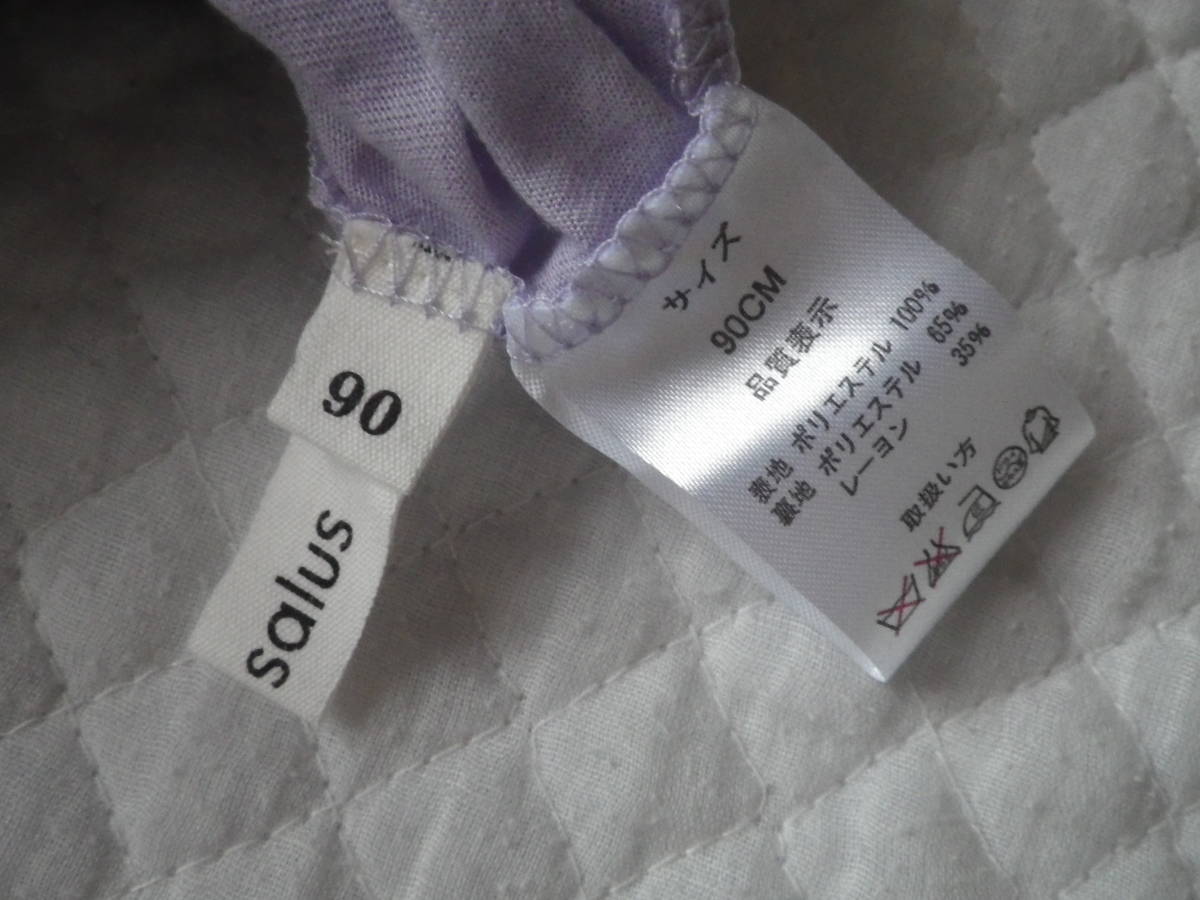 90
salus
サイズ
90CM
品質表示
表地 ポリエステル 100%
裏地 ポリエステル 65%
レーヨン 35%
取扱い方